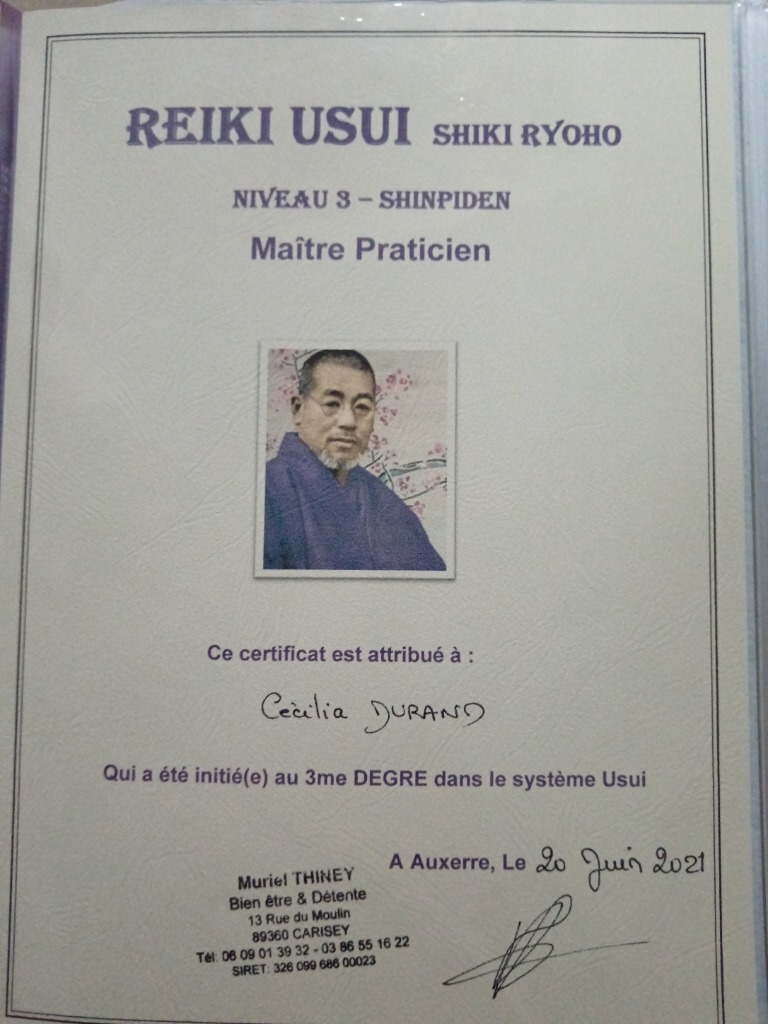 REIKI USUI SHIKI RYOHO
NIVEAU 3 – SHINPIDEN
Maître Praticien
Ce certificat est attribué à :
Cécilia DURAND
Qui a été initié(e) au 3me DEGRE dans le système Usui
A Auxerre, Le 20 Juin 2021
Muriel THINEY
Bien être & Détente
13 Rue du Moulin
89360 CARISEY
Tél: 06 09 01 39 32 - 03 86 55 16 22
SIRET: 326 099 686 00023